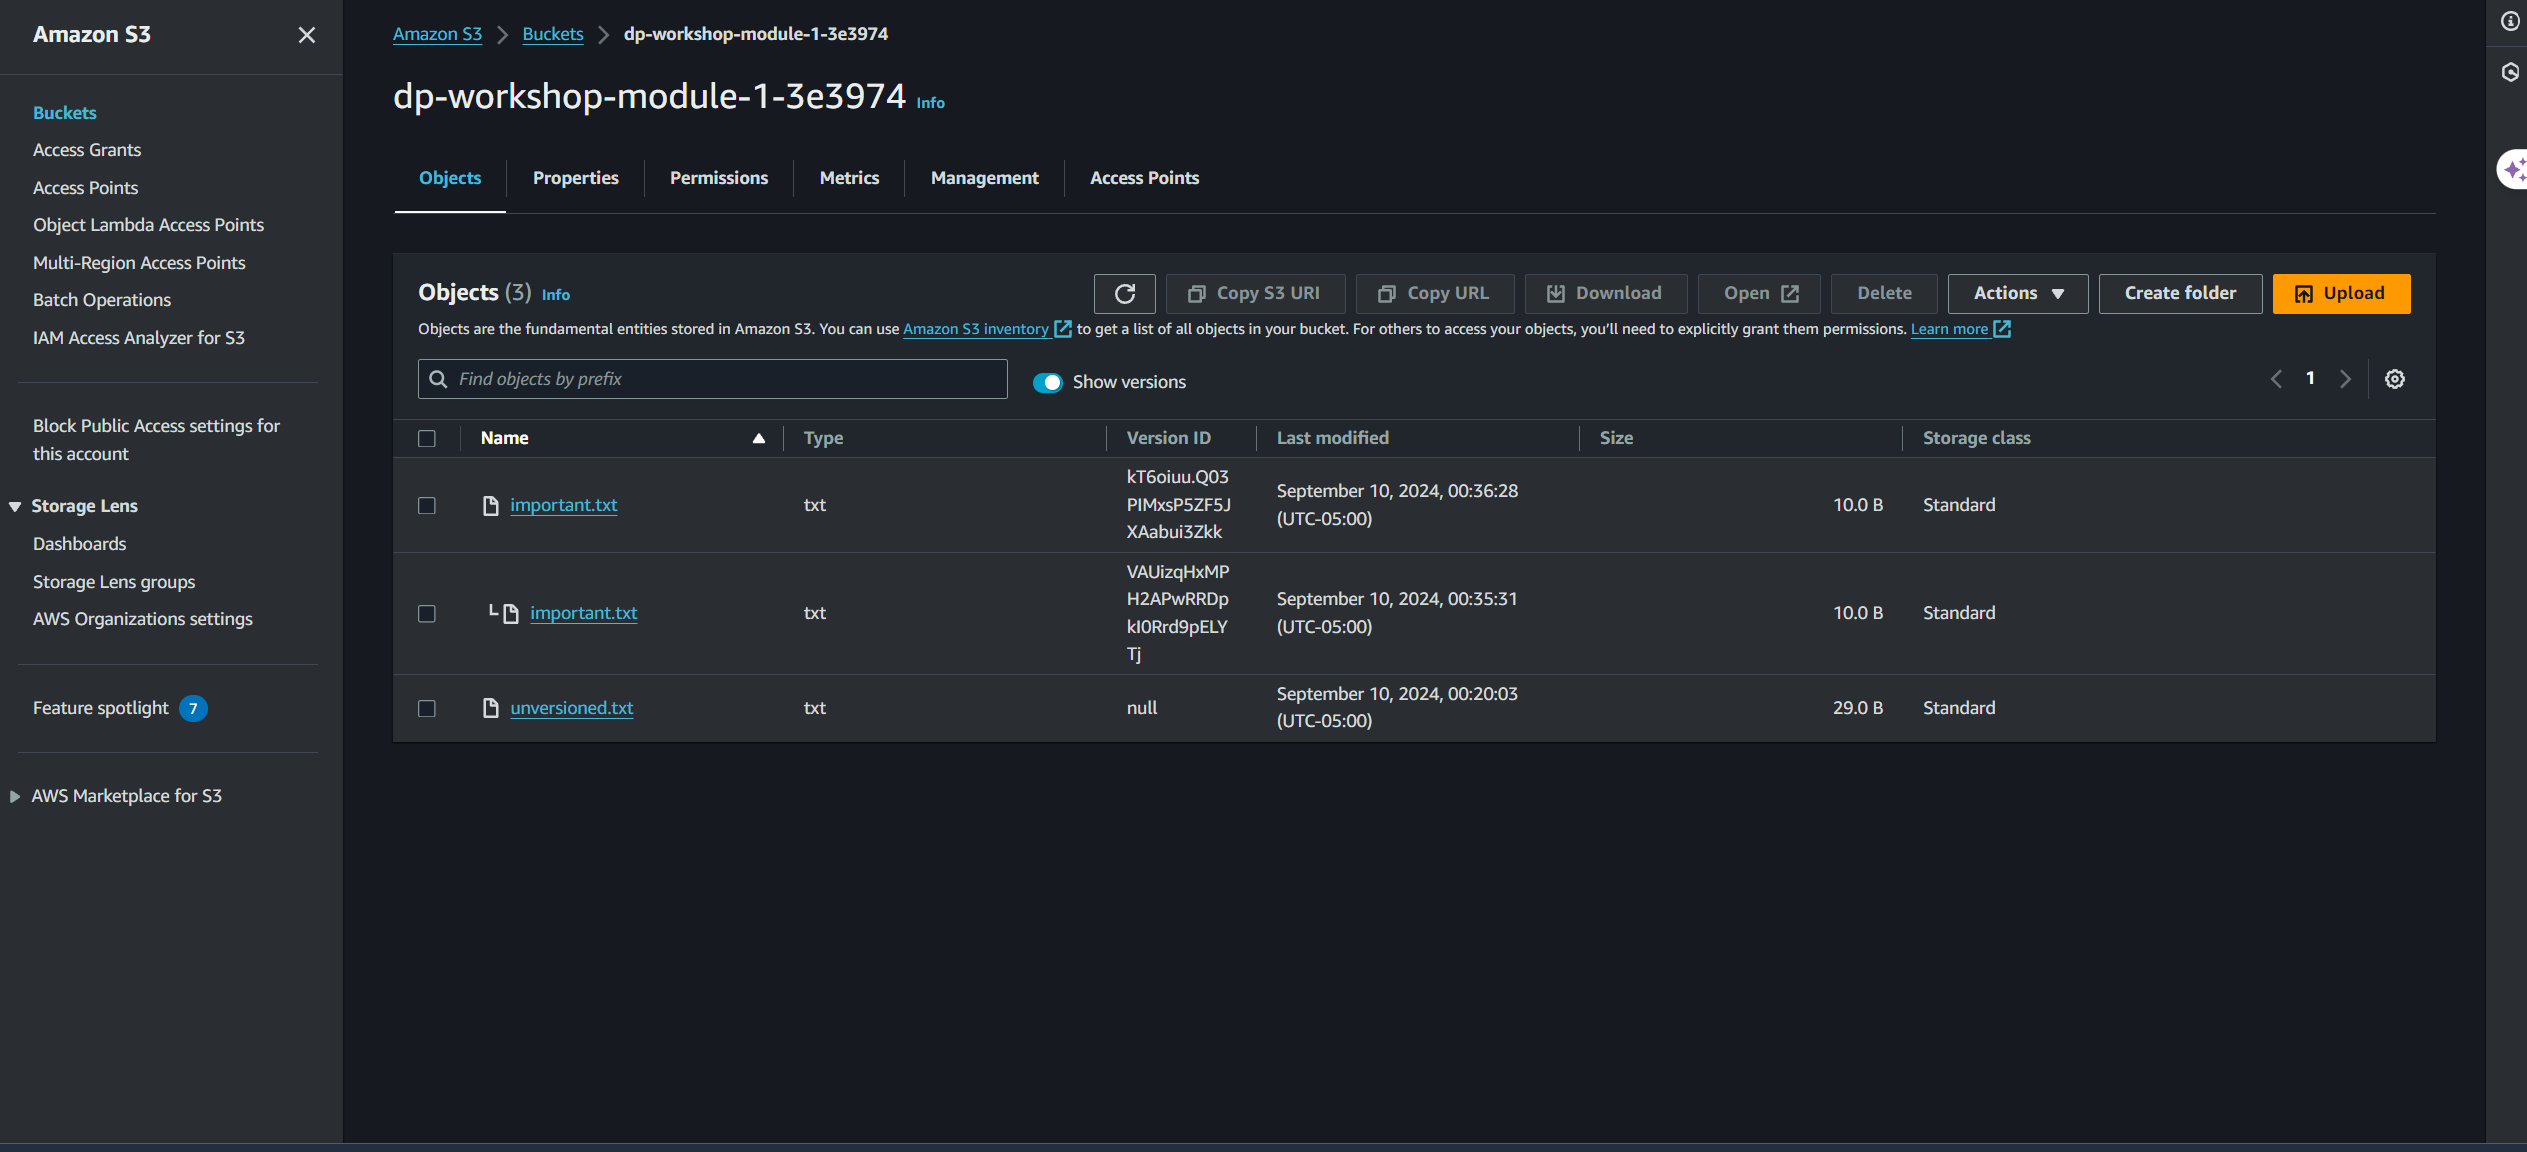 Amazon S3
Buckets
Access Grants
Access Points
Object Lambda Access Points
Multi-Region Access Points
Batch Operations
IAM Access Analyzer for S3
Block Public Access settings for
this account
Storage Lens
Dashboards
Storage Lens groups
AWS Organizations settings
Feature spotlight 7
AWS Marketplace for S3
Amazon S3 Buckets dp-workshop-module-1-3e3974
dp-workshop-module-1-3e3974 Info
Objects Properties Permissions Metrics Management Access Points
Objects (3) Info Copy S3 URI Copy URL Download Open Delete Actions Create folder Upload
Objects are the fundamental entities stored in Amazon S3. You can use Amazon S3 inventory to get a list of all objects in your bucket. For others to access your objects, you'll need to explicitly grant them permissions. Learn more
Find objects by prefix Show versions 1
Name Type Version ID Last modified Size Storage class
important.txt txt kT6oiuu.Q03 September 10, 2024, 00:36:28 10.0 B Standard
PIMxsP5ZF5J (UTC-05:00)
XAabui3Zkk
important.txt txt VAUizqHxMP September 10, 2024, 00:35:31 10.0 B Standard
H2APwRRDp (UTC-05:00)
kI0Rrd9pELY
Tj
unversioned.txt txt null September 10, 2024, 00:20:03 29.0 B Standard
(UTC-05:00)